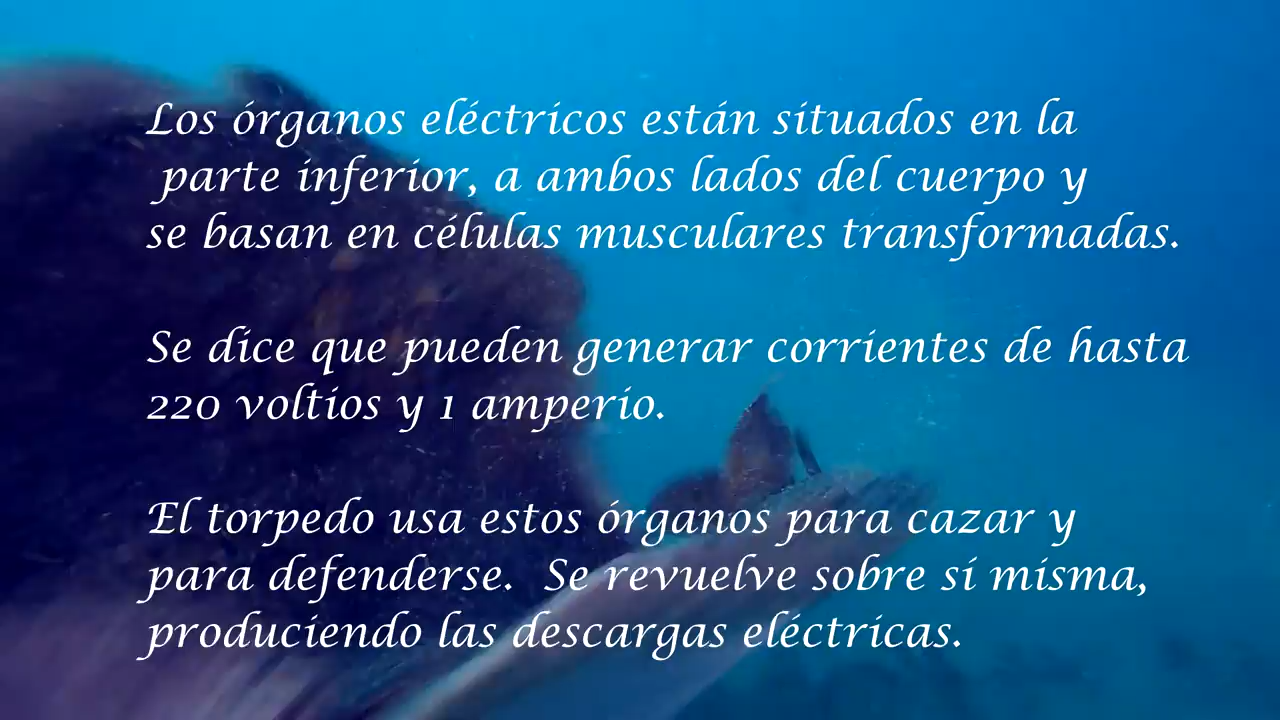 Los órganos eléctricos están situados en la
parte inferior, a ambos lados del cuerpo y
se basan en células musculares transformadas.
Se dice que pueden generar corrientes de hasta
220 voltios y 1 amperio.
El torpedo usa estos órganos para cazar y
para defenderse. Se revuelve sobre sí misma,
produciendo las descargas eléctricas.